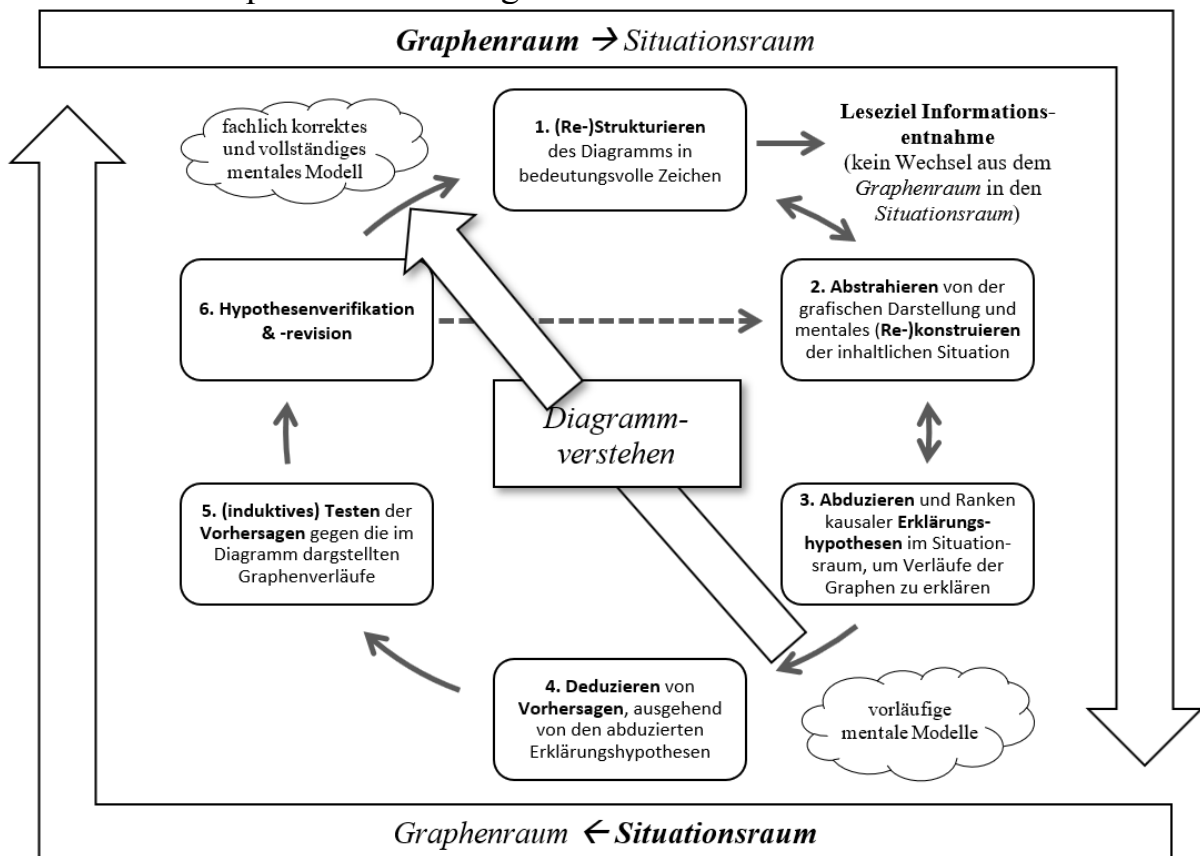 Graphenraum → Situationsraum
fachlich korrektes
und vollständiges
mentales Modell
1. (Re-)Strukturieren
des Diagramms in
bedeutungsvolle Zeichen
Leseziel Informations-
entnahme
(kein Wechsel aus dem
Graphenraum in den
Situationsraum)
6. Hypothesenverifikation
& -revision
2. Abstrahieren von der
grafischen Darstellung und
mentales (Re-)konstruieren
der inhaltlichen Situation
Diagramm-
verstehen
5. (induktives) Testen der
Vorhersagen gegen die im
Diagramm dargstellten
Graphenverläufe
3. Abduzieren und Ranken
kausaler Erklärungs-
hypothesen im Situation-
sraum, um Verläufe der
Graphen zu erklären
4. Deduzieren von
Vorhersagen, ausgehend
von den abduzierten
Erklärungshypothesen
vorläufige
mentale Modelle
Graphenraum ← Situationsraum